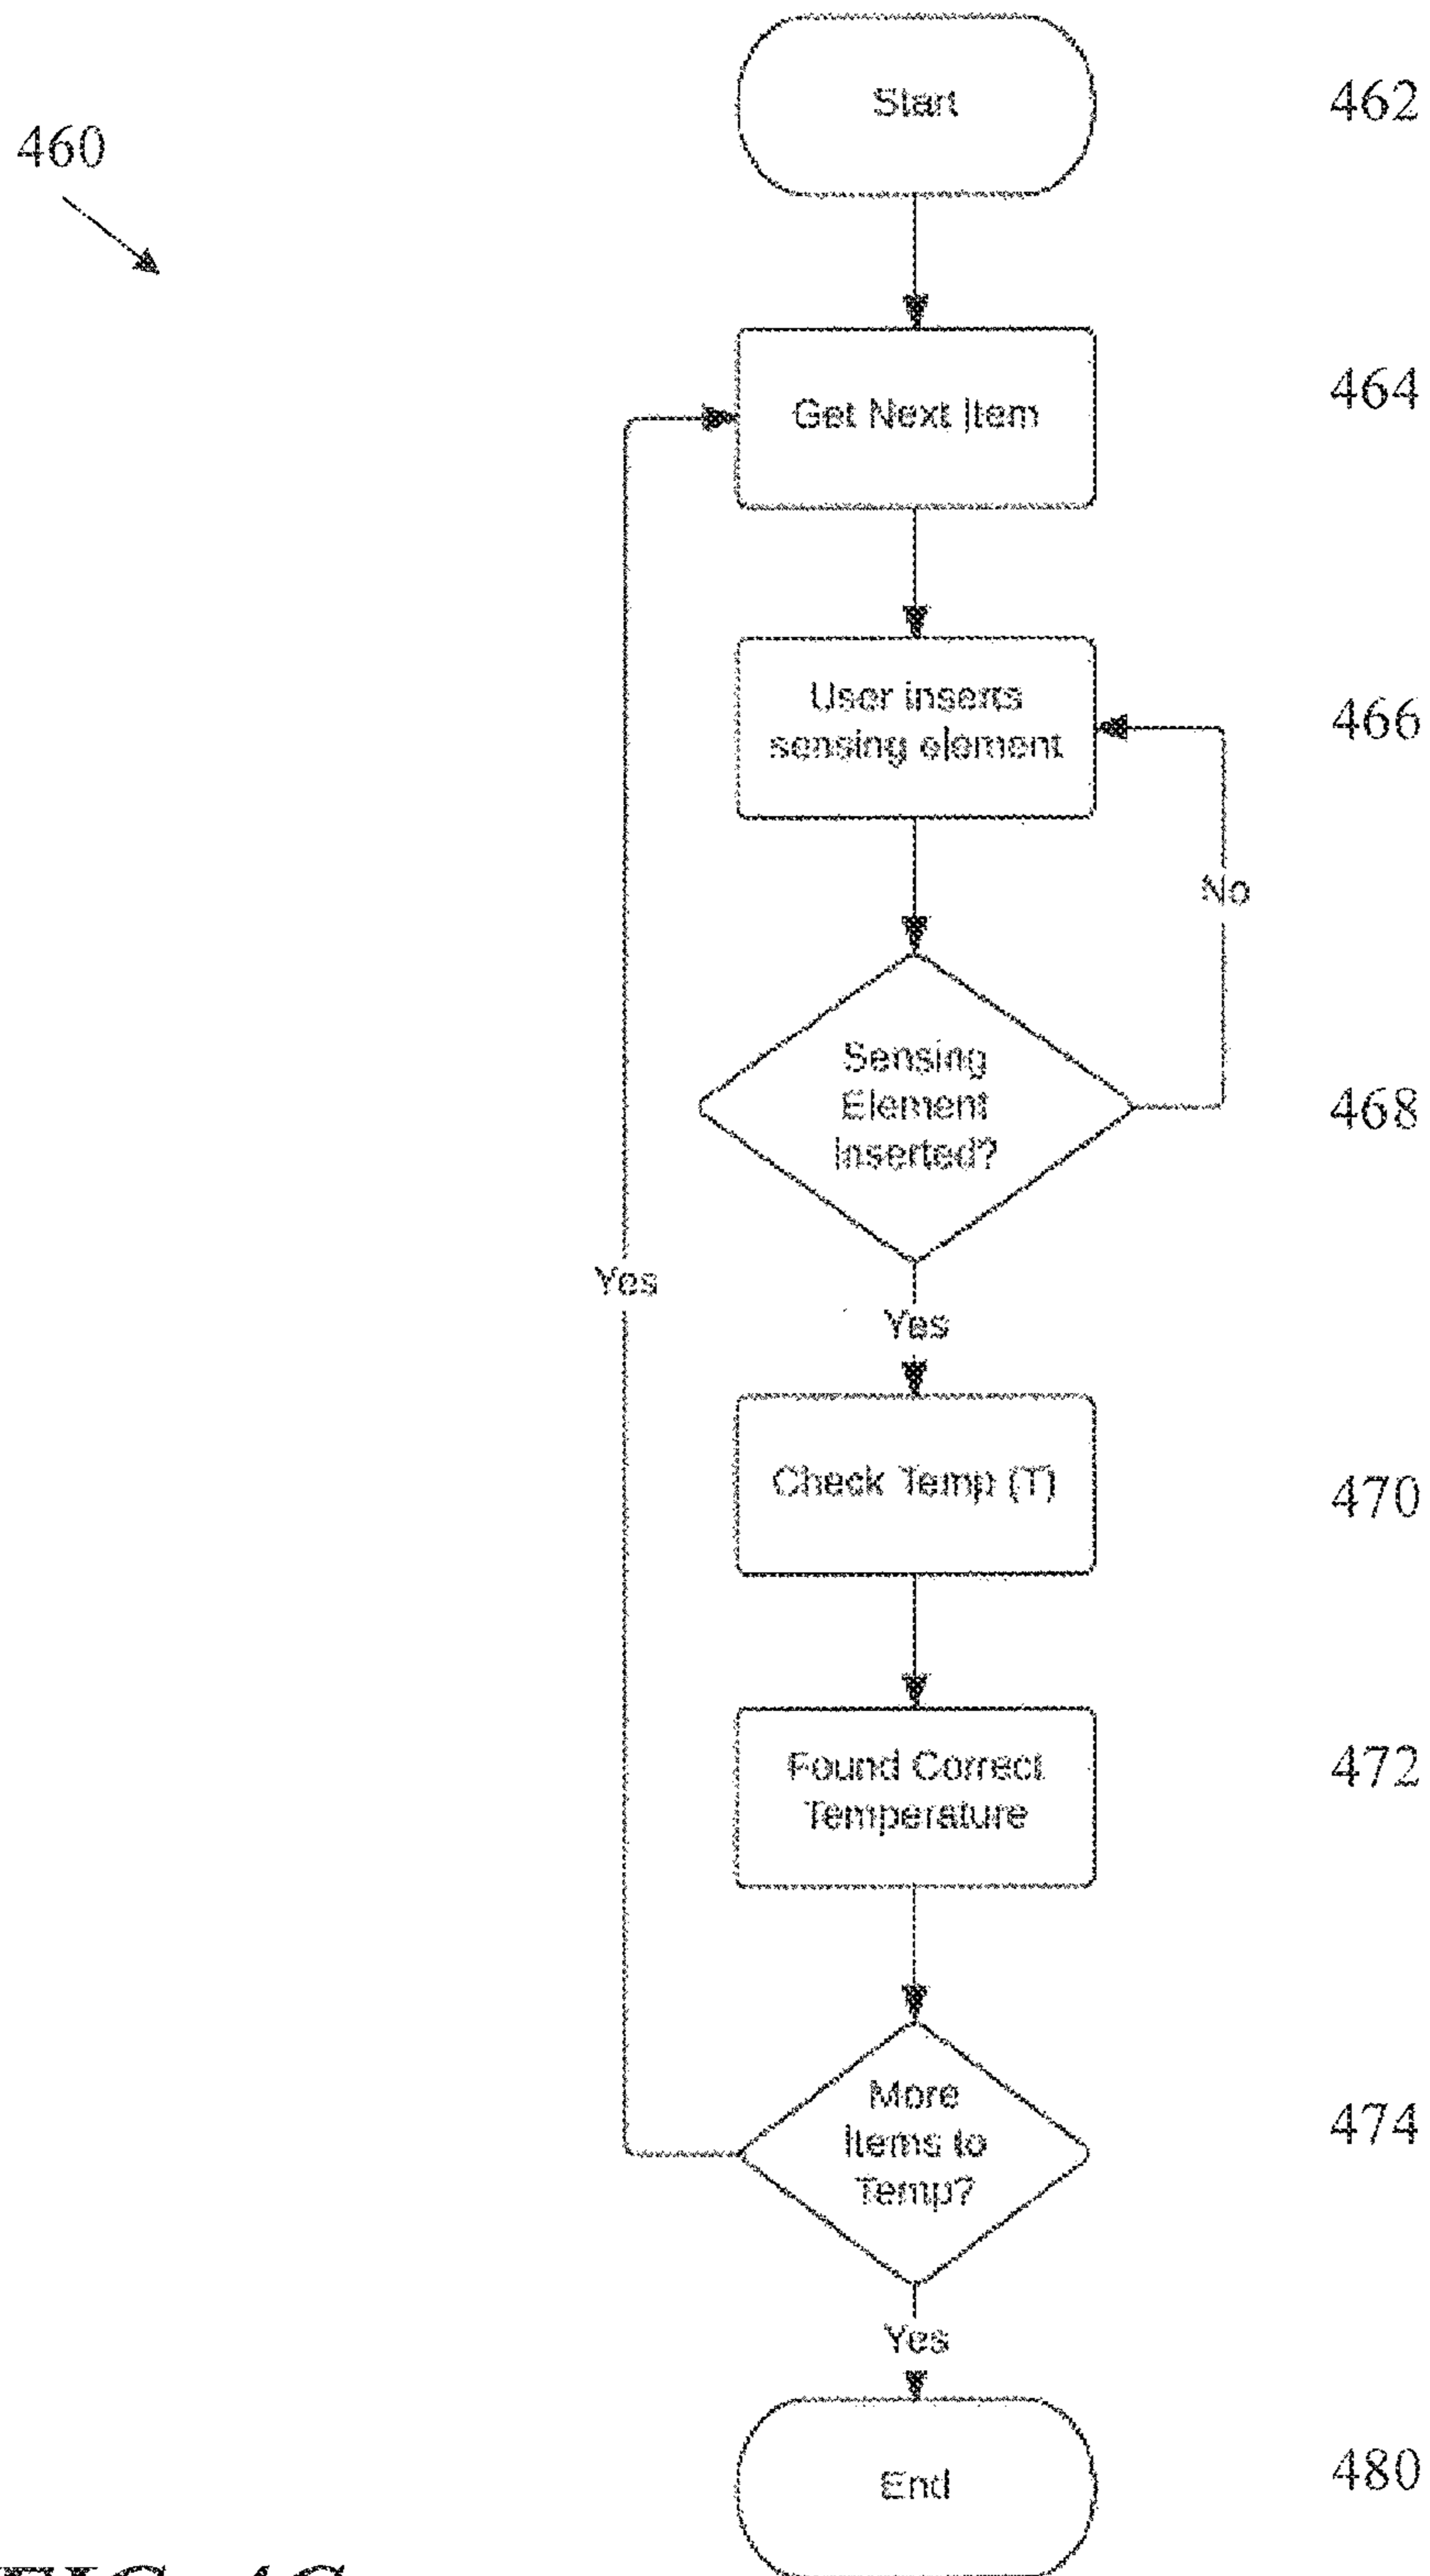 Start
462
460
Get Next Item
464
User inserts
sensing element
466
No
Sensing
Element
Inserted?
468
Yes
Yes
Check Temp (T)
470
Found Correct
Temperature
472
More
Items to
Temp?
474
Yes
End
480